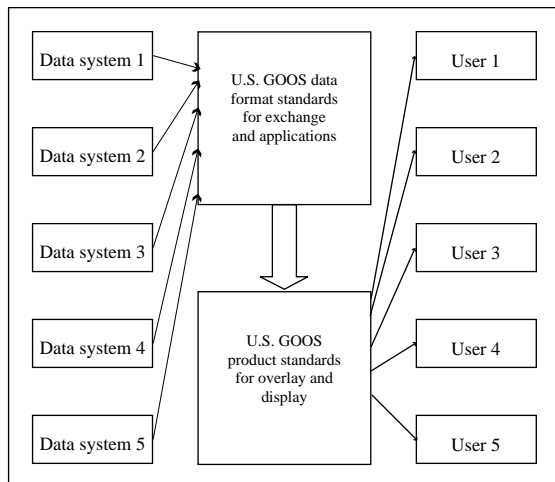 Data system 1
Data system 2
Data system 3
Data system 4
Data system 5
U.S. GOOS data
format standards
for exchange
and applications
U.S. GOOS
product standards
for overlay and
display
User 1
User 2
User 3
User 4
User 5